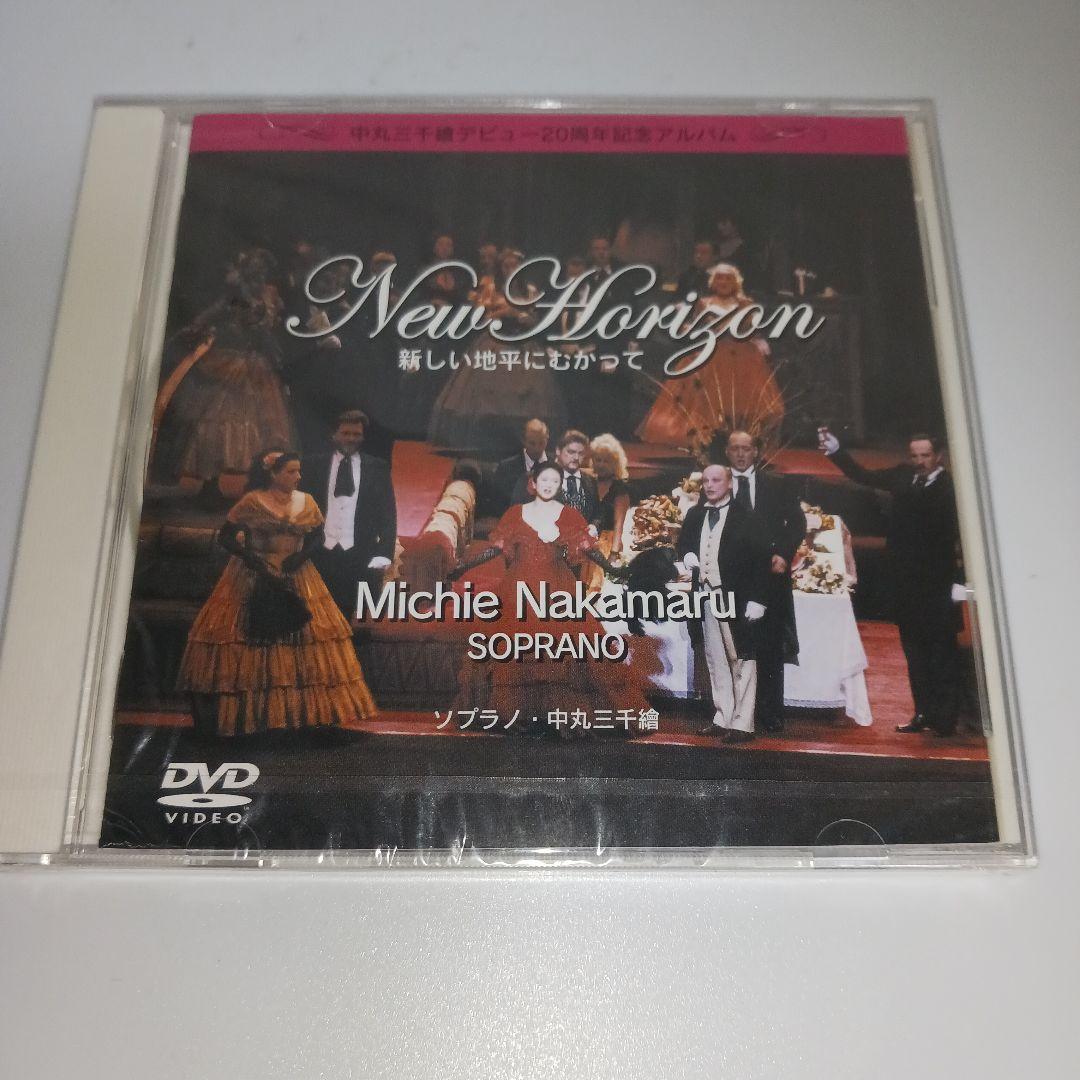 中丸三千繪デビュー20周年記念アルバム
New Horizon
新しい地平にむかって
Michie Nakamaru
SOPRANO
ソプラノ・中丸三千繪
DVD
VIDEO